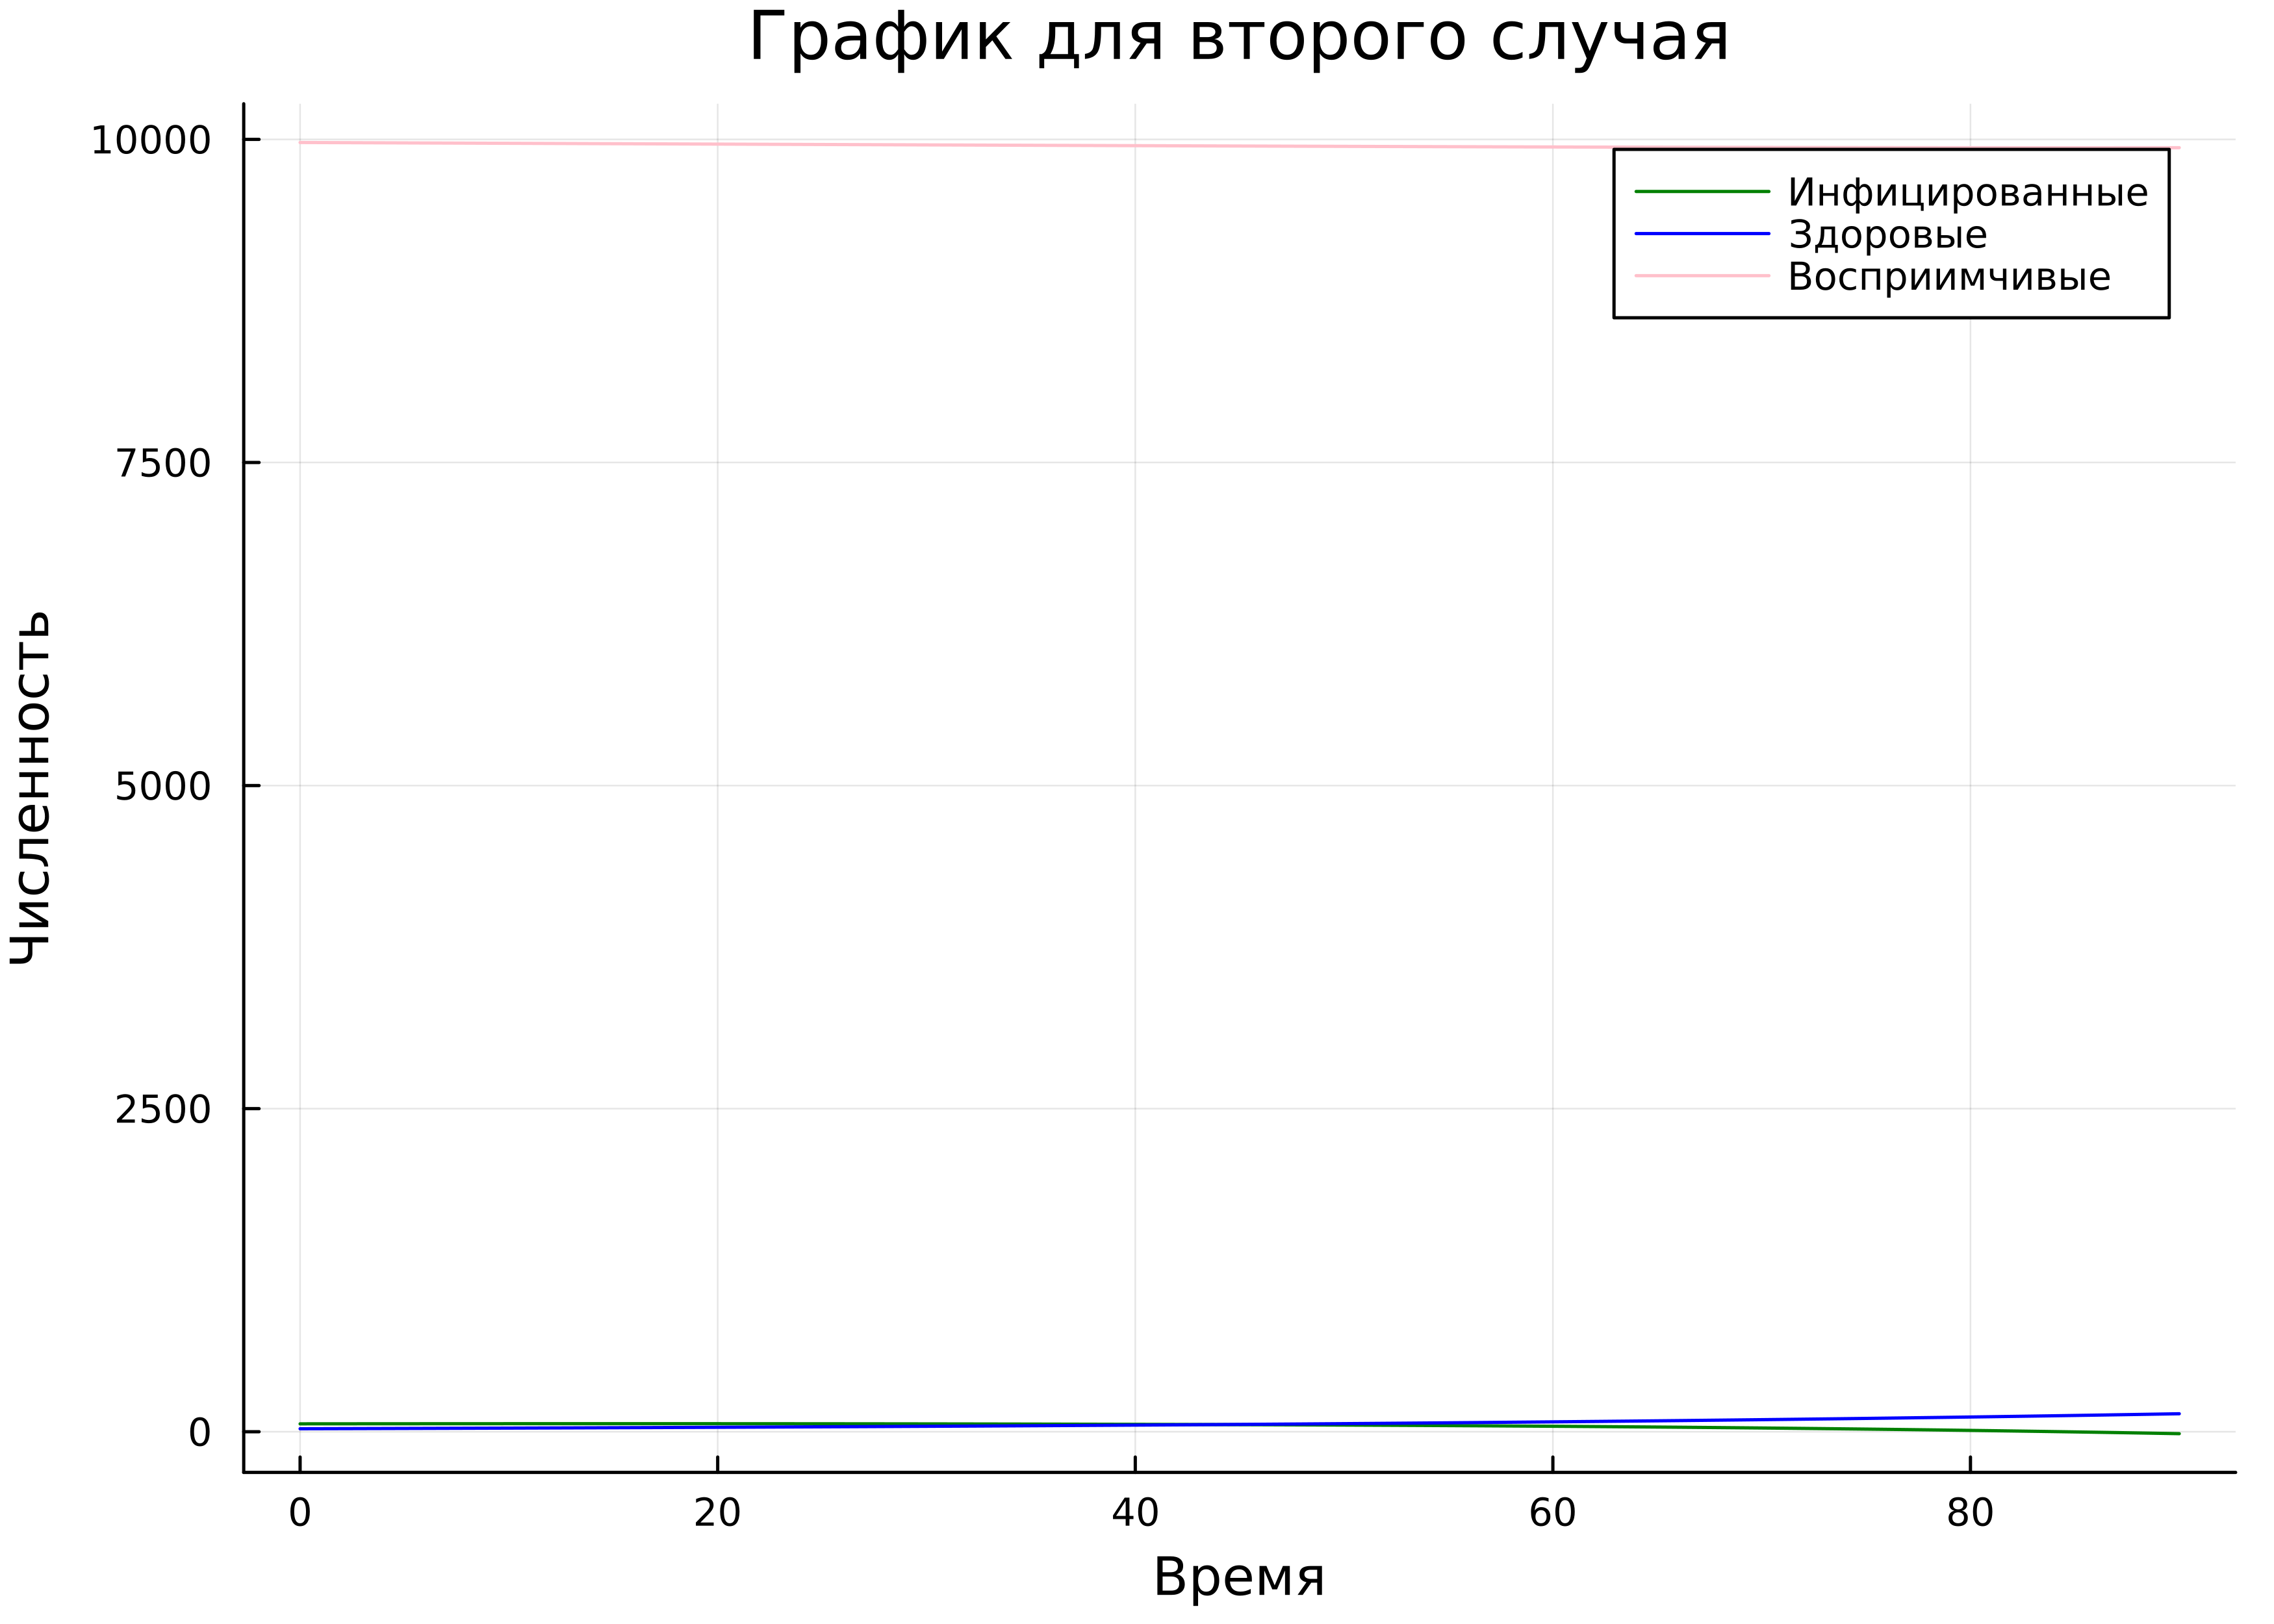 График для второго случая
10000
7500
5000
2500
0
Численность
Инфицированные
Здоровые
Восприимчивые
0 20 40 60 80
Время